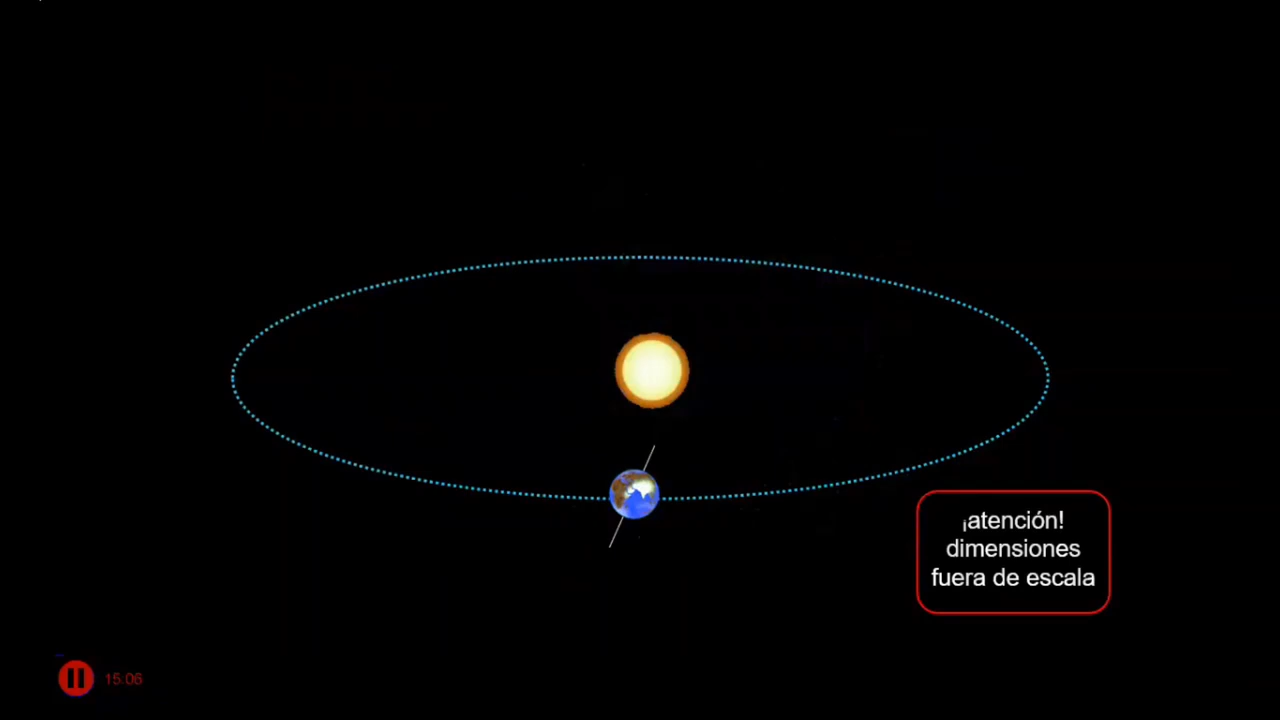 ¡atención!
dimensiones
fuera de escala
15:06